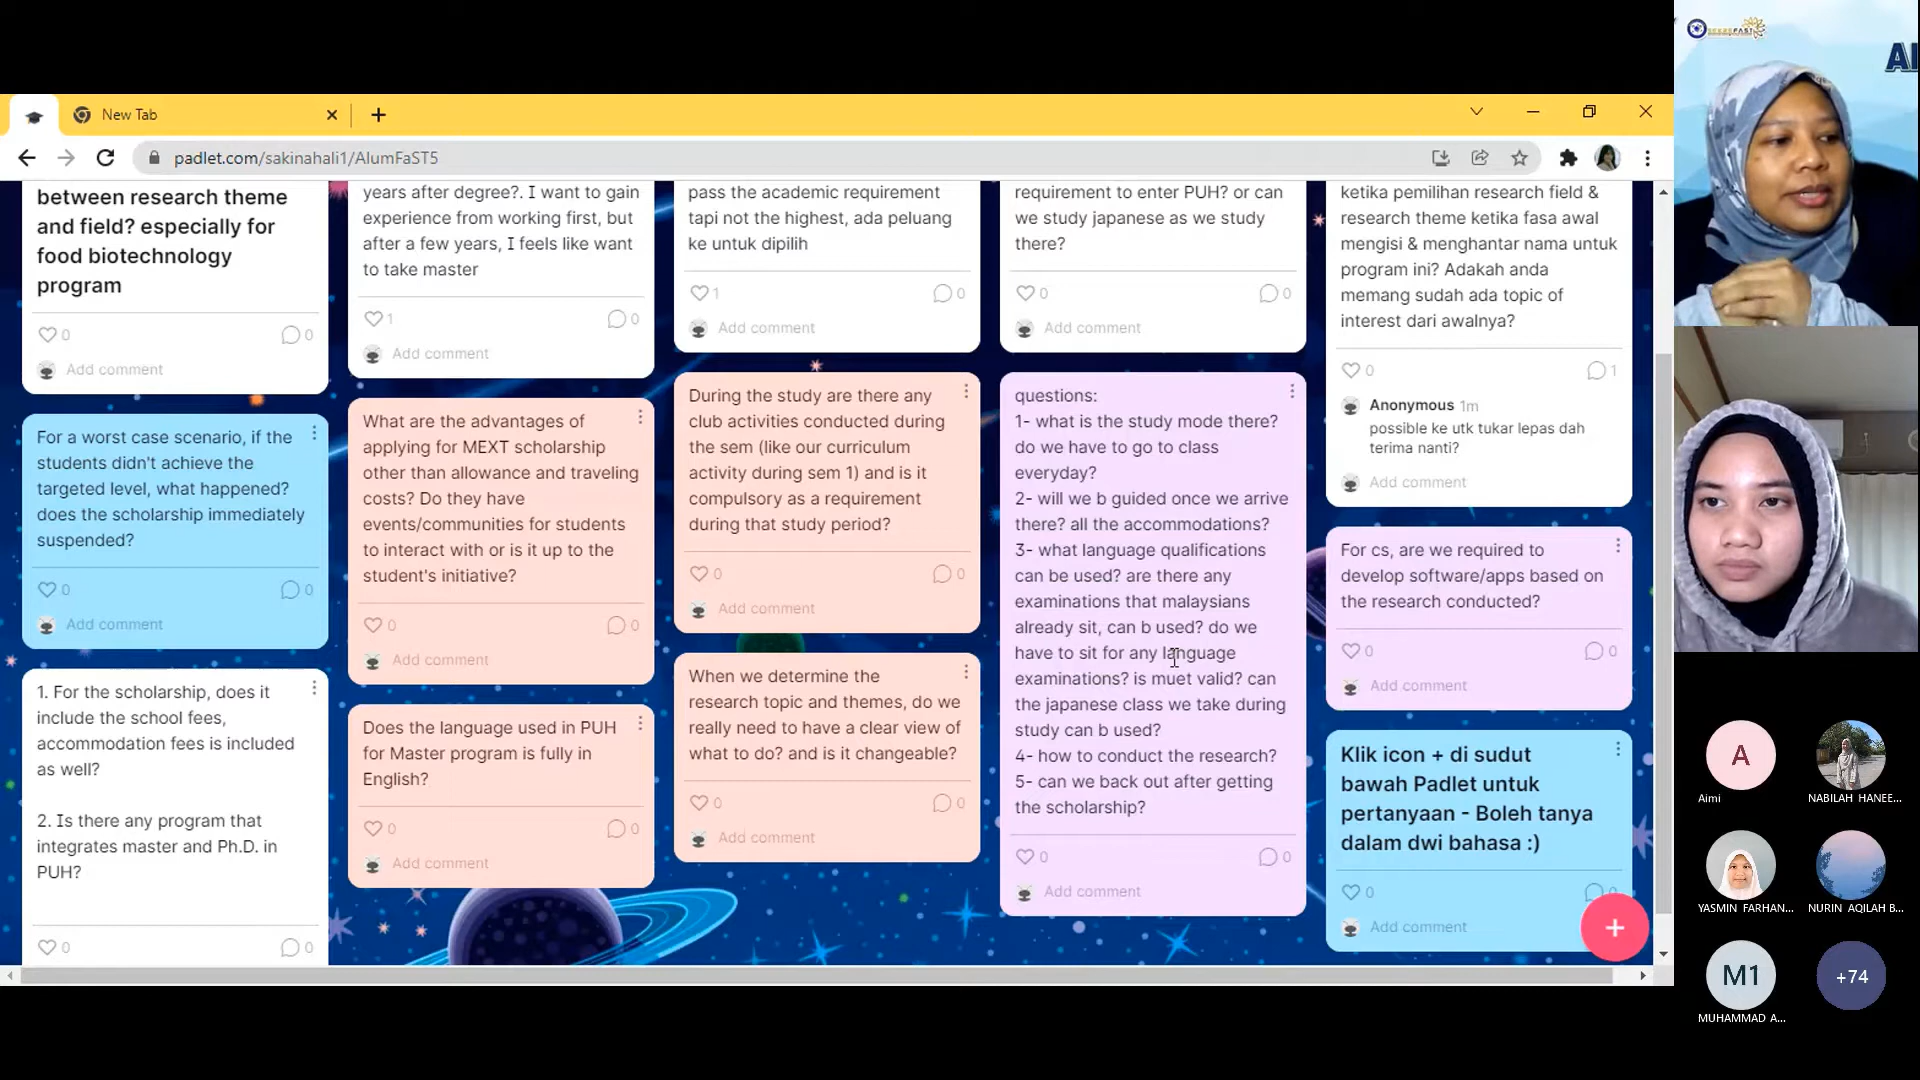 New Tab
padlet.com/sakinahali1/AlumFaST5
between research theme
and field? especially for
food biotechnology
program
0
0
Add comment
For a worst case scenario, if the
students didn't achieve the
targeted level, what happened?
does the scholarship immediately
suspended?
0
0
Add comment
1. For the scholarship, does it
include the school fees,
accommodation fees is included
as well?
2. Is there any program that
integrates master and Ph.D. in
PUH?
0
0
years after degree?. I want to gain
experience from working first, but
after a few years, I feels like want
to take master
1
0
Add comment
What are the advantages of
applying for MEXT scholarship
other than allowance and traveling
costs? Do they have
events/communities for students
to interact with or is it up to the
student's initiative?
0
0
Add comment
Does the language used in PUH
for Master program is fully in
English?
0
0
Add comment
pass the academic requirement
tapi not the highest, ada peluang
ke untuk dipilih
1
0
Add comment
During the study are there any
club activities conducted during
the sem (like our curriculum
activity during sem 1) and is it
compulsory as a requirement
during that study period?
0
0
Add comment
When we determine the
research topic and themes, do we
really need to have a clear view of
what to do? and is it changeable?
0
0
Add comment
requirement to enter PUH? or can
we study japanese as we study
there?
0
0
Add comment
questions:
1- what is the study mode there?
do we have to go to class
everyday?
2- will we b guided once we arrive
there? all the accommodations?
3- what language qualifications
can be used? are there any
examinations that malaysians
already sit, can b used? do we
have to sit for any language
examinations? is muet valid? can
the japanese class we take during
study can b used?
4- how to conduct the research?
5- can we back out after getting
the scholarship?
0
0
Add comment
ketika pemilihan research field &
research theme ketika fasa awal
mengisi & menghantar nama untuk
program ini? Adakah anda
memang sudah ada topic of
interest dari awalnya?
0
1
Anonymous 1m
possible ke utk tukar lepas dah
terima nanti?
Add comment
For cs, are we required to
develop software/apps based on
the research conducted?
0
0
Add comment
Klik icon + di sudut
bawah Padlet untuk
pertanyaan - Boleh tanya
dalam dwi bahasa :)
0
Add comment
A
Aimi
NABILAH HANEE...
YASMIN FARHAN...
NURIN AQILAH B...
M1
MUHAMMAD A...
+74